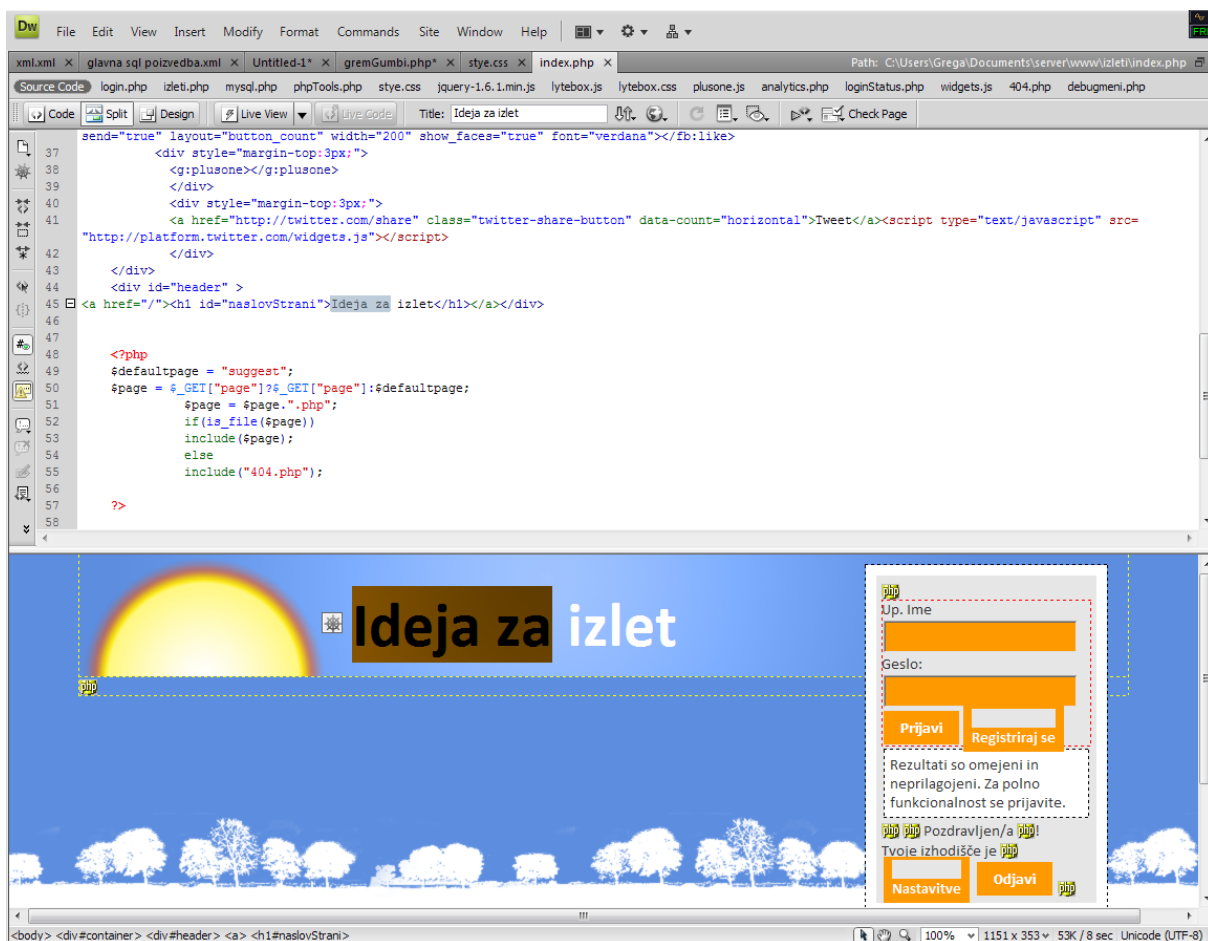 Dw File Edit View Insert Modify Format Commands Site Window Help
FR
xml.xml × glavna sql poizvedba.xml × Untitled-1* × gremGumbi.php* × stye.css × index.php × Path: C:\Users\Grega\Documents\server\www\izleti\index.php
Source Code login.php izleti.php mysql.php phpTools.php stye.css jquery-1.6.1.min.js lytebox.js lytebox.css plusone.js analytics.php loginStatus.php widgets.js 404.php debugmeni.php
Code Split Design Live View Live Code Title: Ideja za izlet Check Page
send="true" layout="button_count" width="200" show_faces="true" font="verdana"></fb:like>
37 <div style="margin-top:3px;">
38 <g:plusone></g:plusone>
39 </div>
40 <div style="margin-top:3px;">
41 <a href="http://twitter.com/share" class="twitter-share-button" data-count="horizontal">Tweet</a><script type="text/javascript" src=
"http://platform.twitter.com/widgets.js"></script>
42 </div>
43 </div>
44 <div id="header" >
45 <a href="/"><h1 id="naslovStrani">Ideja za izlet</h1></a></div>
46
47
48 <?php
49 $defaultpage = "suggest";
50 $page = $_GET["page"]?$_GET["page"]:$defaultpage;
51 $page = $page.".php";
52 if(is_file($page))
53 include($page);
54 else
55 include("404.php");
56
57 ?>
58
Ideja za izlet
php
php
Up. Ime
Geslo:
Prijavi
Registriraj se
Rezultati so omejeni in
neprilagojeni. Za polno
funkcionalnost se prijavite.
php php Pozdravljen/a php!
Tvoje izhodišče je php
Nastavitve
Odjavi
php
<body> <div#container> <div#header> <a> <h1#naslovStrani> 100% 1151 x 353 53K / 8 sec Unicode (UTF-8)